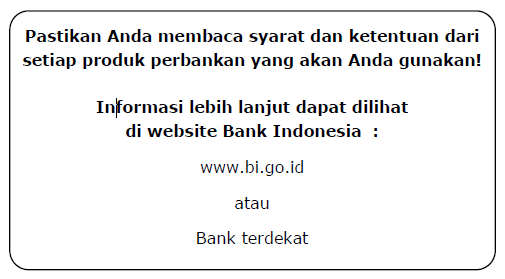 Pastikan Anda membaca syarat dan ketentuan dari
setiap produk perbankan yang akan Anda gunakan!
Informasi lebih lanjut dapat dilihat
di website Bank Indonesia :
www.bi.go.id
atau
Bank terdekat